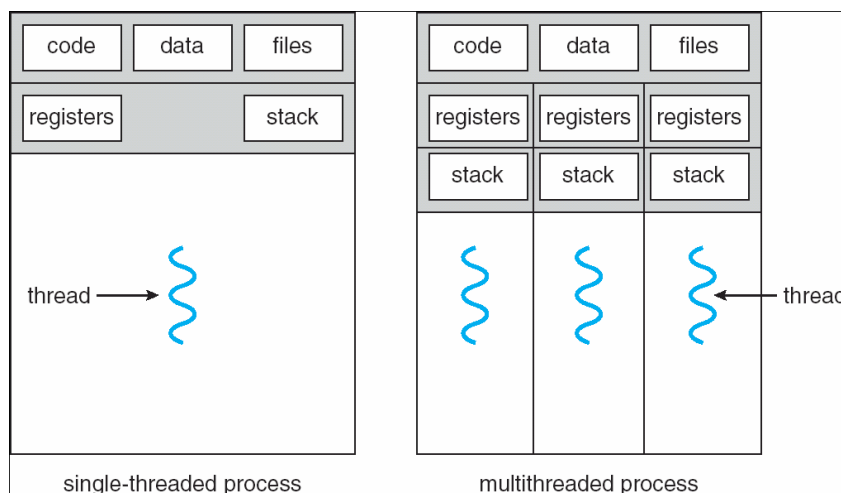 code data files
registers stack
thread
single-threaded process
code data files
registers registers registers
stack stack stack
thread
multithreaded process